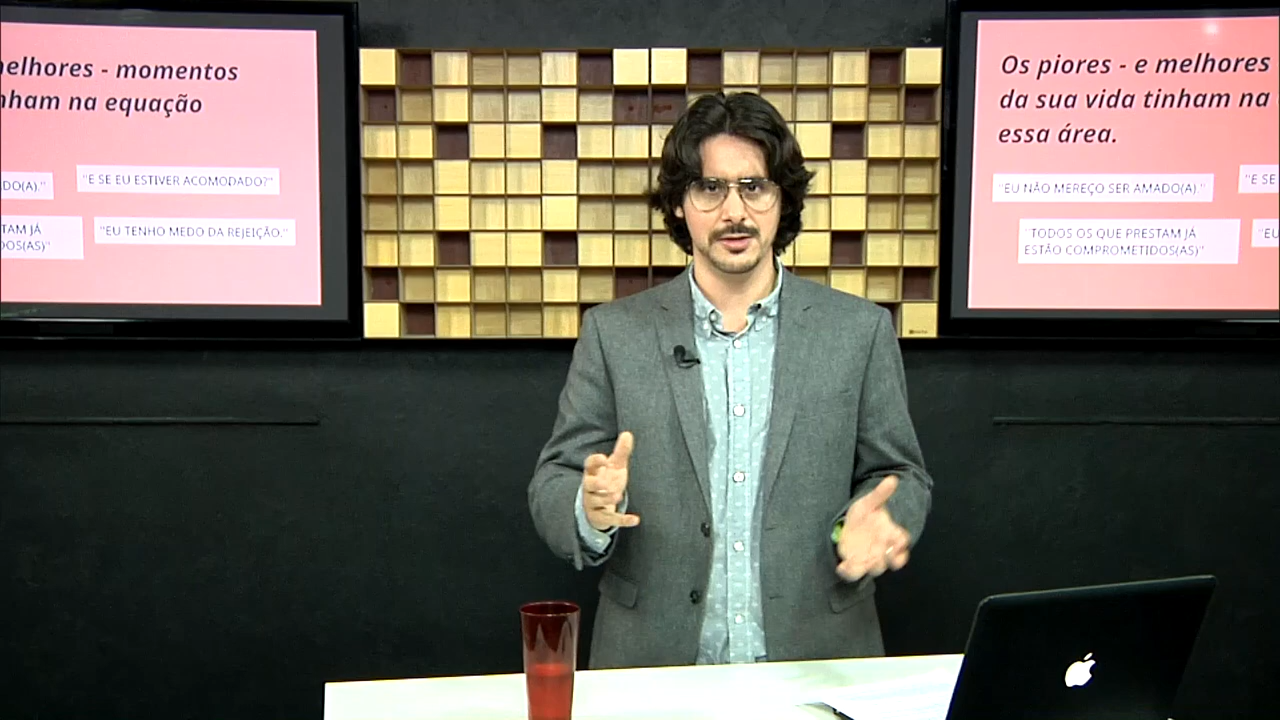 elhores - momentos
nham na equação
DO(A)."
"E SE EU ESTIVER ACOMODADO?"
TAM JÁ
DOS(AS)"
"EU TENHO MEDO DA REJEIÇÃO."
Os piores - e melhores
da sua vida tinham na
essa área.
"EU NÃO MEREÇO SER AMADO(A)."
"E SE
"TODOS OS QUE PRESTAM JÁ
ESTÃO COMPROMETIDOS(AS)"
"EU